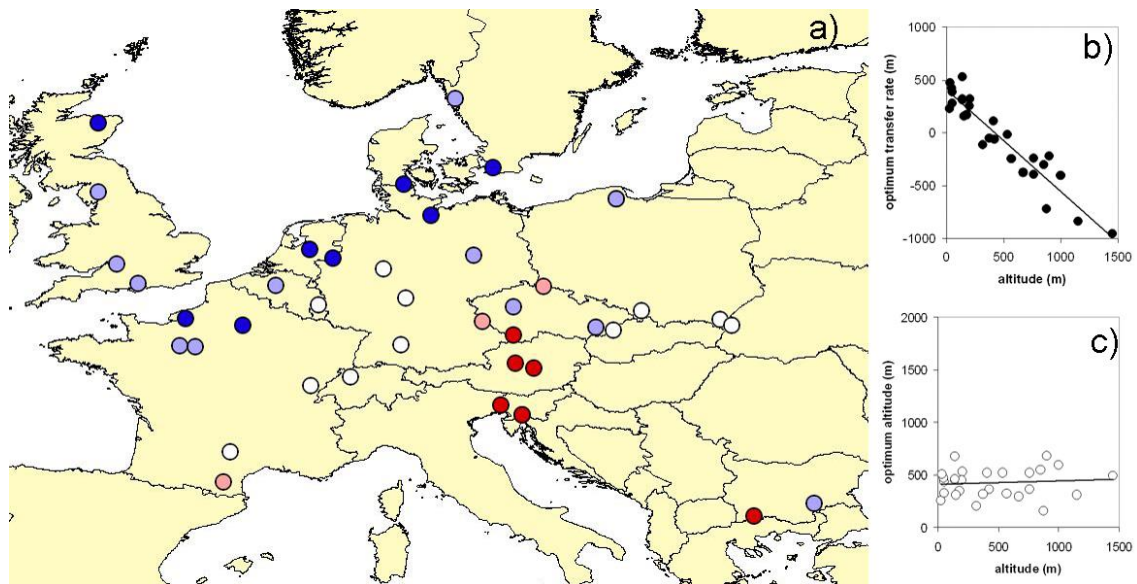 a)
b)
1000
500
0
-500
-1000
optimum transfer rate (m)
0 500 1000 1500
altitude (m)
c)
2000
1500
1000
500
0
optimum altitude (m)
0 500 1000 1500
altitude (m)